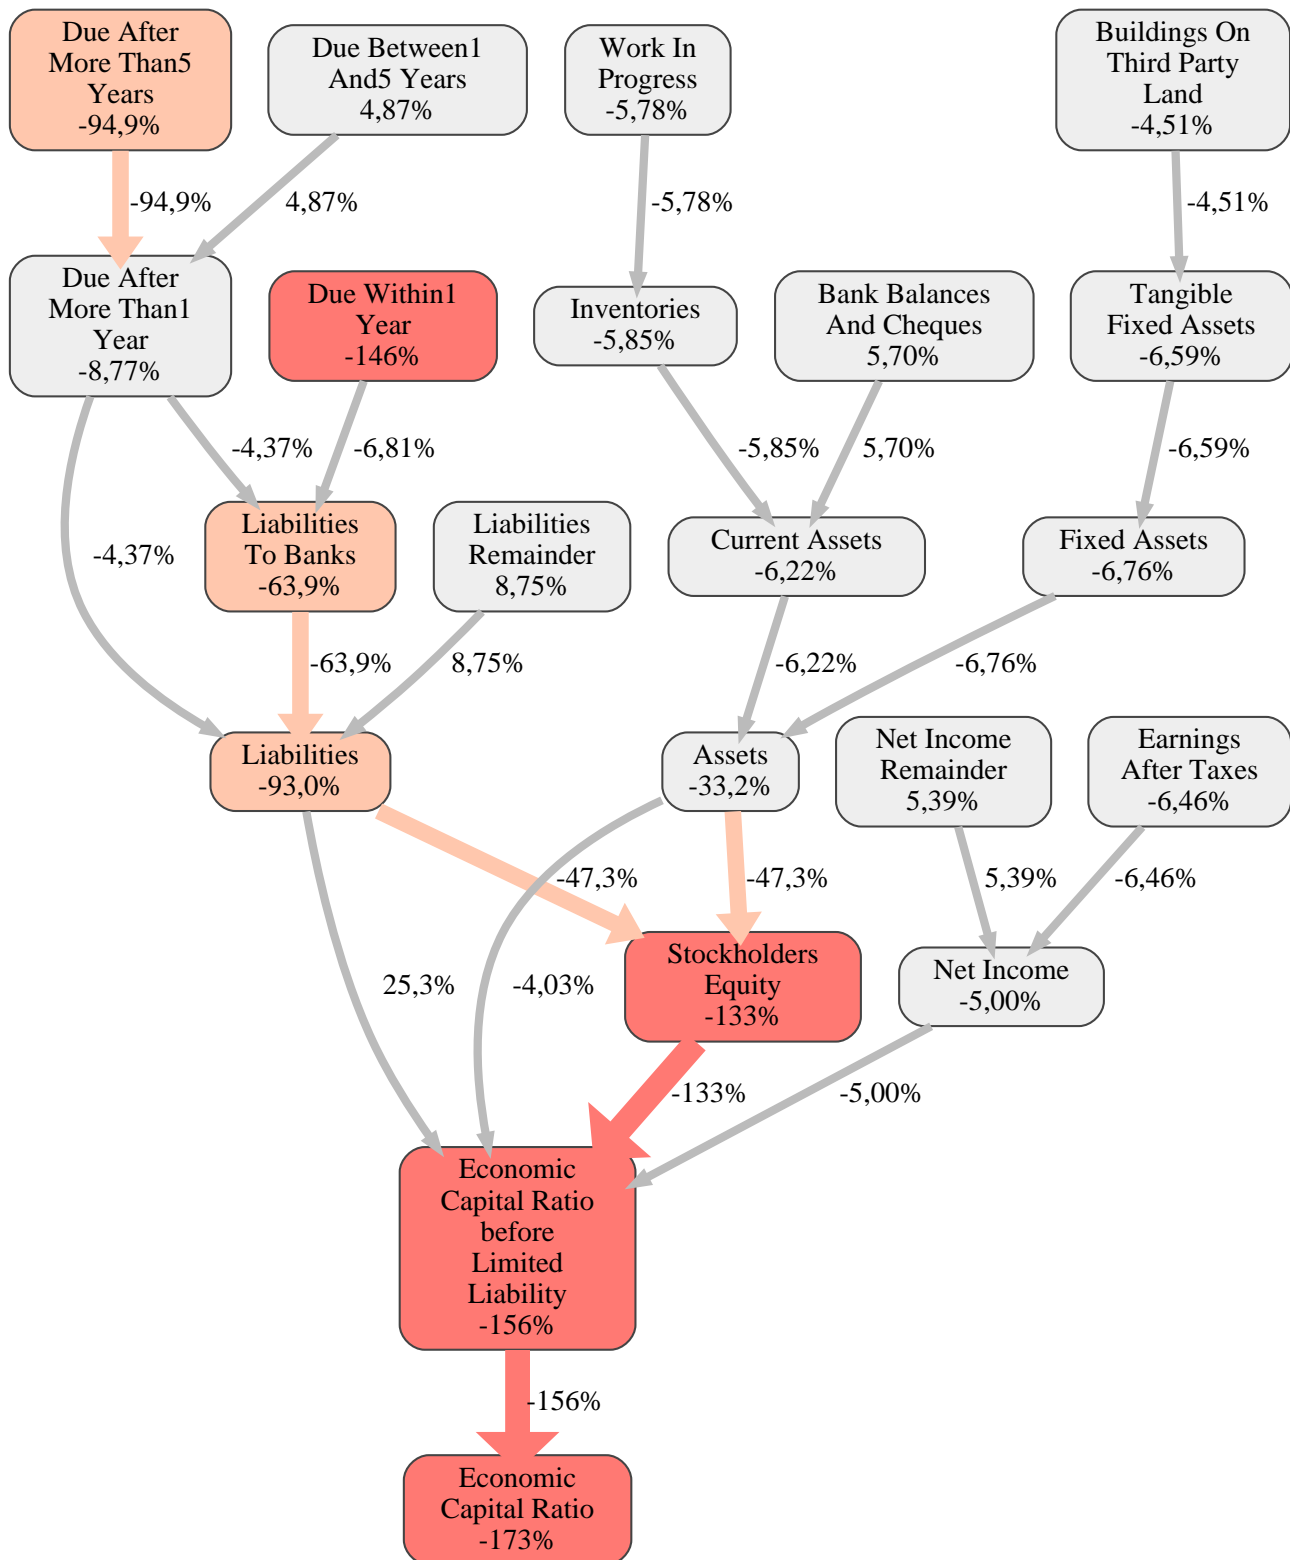 Due After
More Than5
Years
-94,9%
Due Between1
And5 Years
4,87%
Work In
Progress
-5,78%
Buildings On
Third Party
Land
-4,51%
-94,9%
4,87%
-5,78%
-4,51%
Due After
More Than1
Year
-8,77%
Due Within1
Year
-146%
Inventories
-5,85%
Bank Balances
And Cheques
5,70%
Tangible
Fixed Assets
-6,59%
-4,37%
-6,81%
-5,85%
5,70%
-6,59%
-4,37%
Liabilities
To Banks
-63,9%
Liabilities
Remainder
8,75%
Current Assets
-6,22%
Fixed Assets
-6,76%
-63,9%
8,75%
-6,22%
-6,76%
Liabilities
-93,0%
Assets
-33,2%
Net Income
Remainder
5,39%
Earnings
After Taxes
-6,46%
-47,3%
-47,3%
5,39%
-6,46%
25,3%
-4,03%
Stockholders
Equity
-133%
Net Income
-5,00%
-133%
-5,00%
Economic
Capital Ratio
before
Limited
Liability
-156%
-156%
Economic
Capital Ratio
-173%